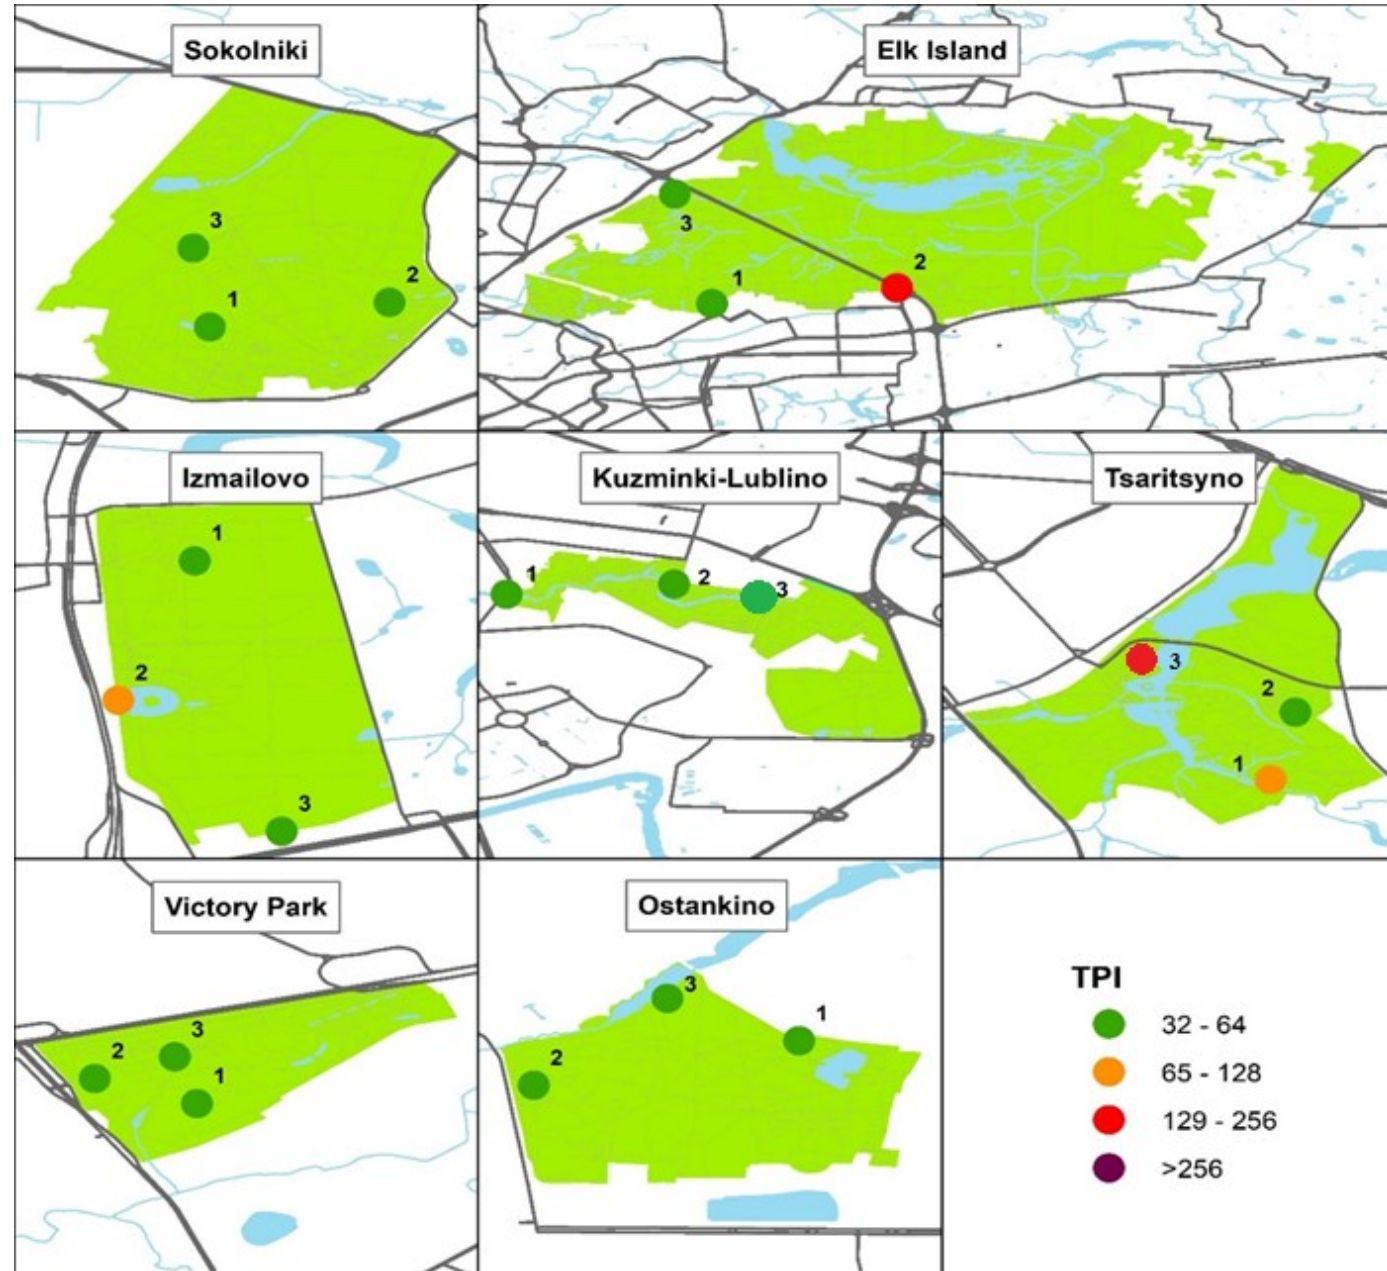 Sokolniki
3
2
1
Elk Island
3
1
2
Izmailovo
1
2
3
Kuzminki-Lublino
1
2
3
Tsaritsyno
3
2
1
Victory Park
3
2
1
Ostankino
3
1
2
TPI
32 - 64
65 - 128
129 - 256
>256